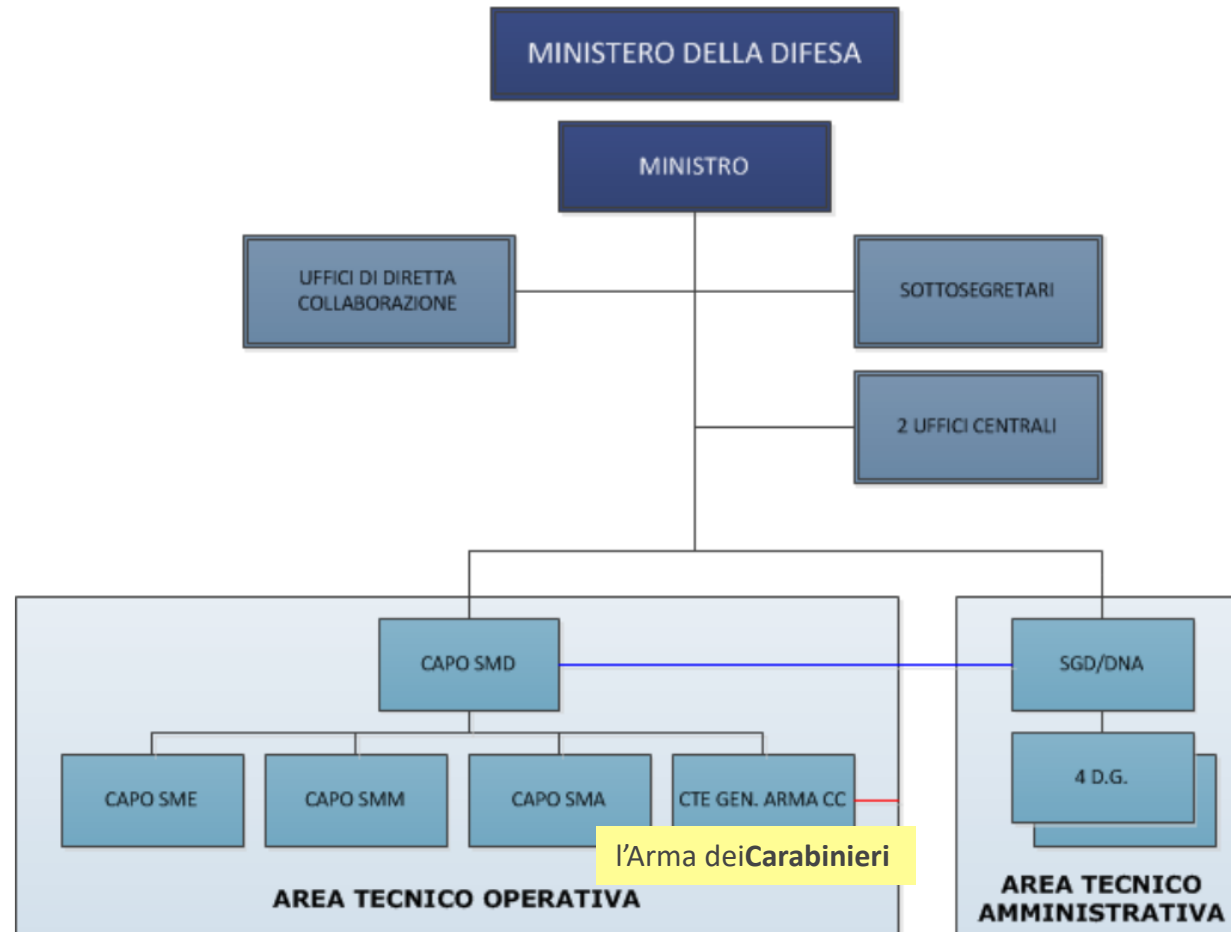 MINISTERO DELLA DIFESA
MINISTRO
UFFICI DI DIRETTA
COLLABORAZIONE
SOTTOSEGRETARI
2 UFFICI CENTRALI
CAPO SMD
SGD/DNA
CAPO SME
CAPO SMM
CAPO SMA
CTE GEN. ARMA CC
4 D.G.
l’Arma deiCarabinieri
AREA TECNICO OPERATIVA
AREA TECNICO
AMMINISTRATIVA